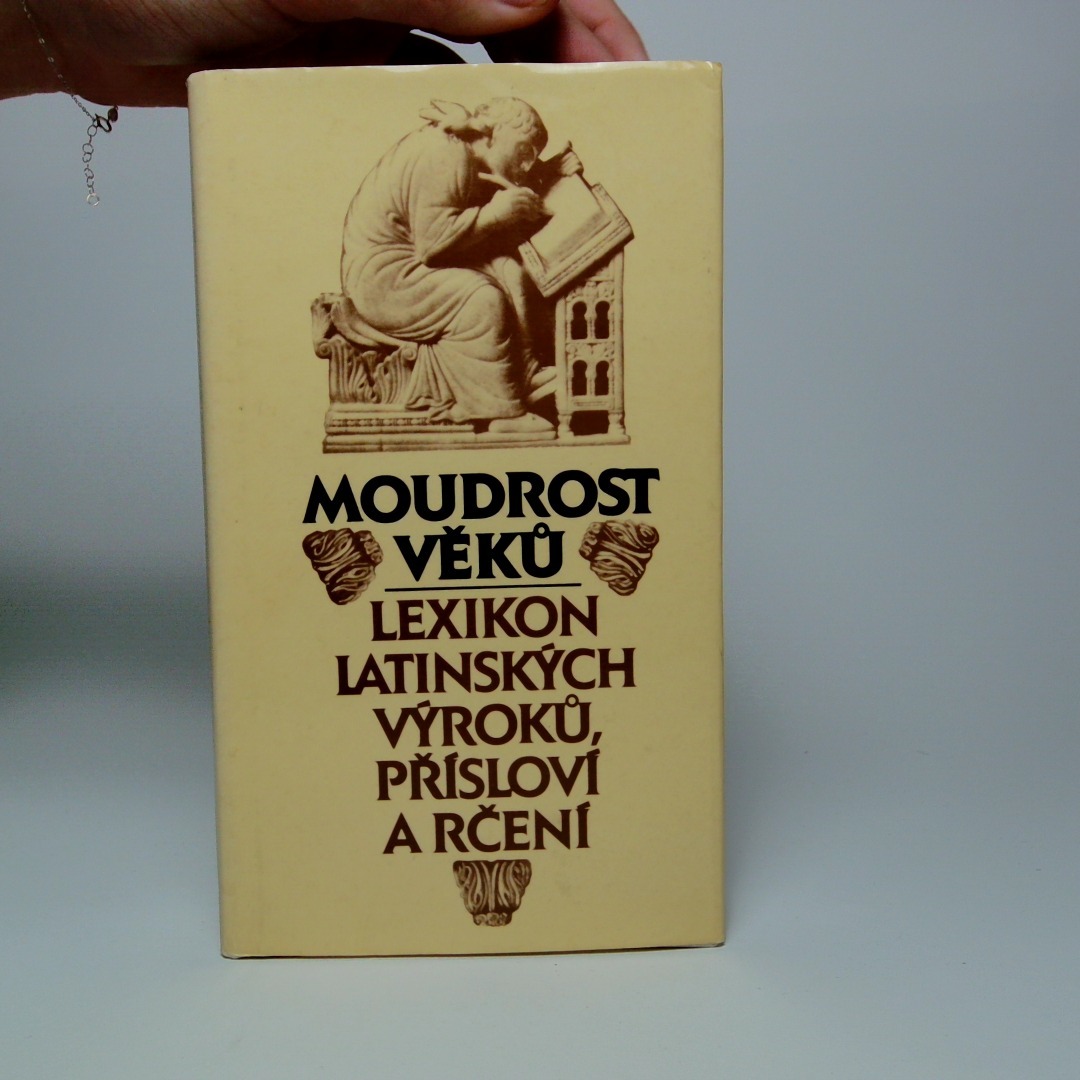 MOUDROST
VĚKŮ
LEXIKON
LATINSKÝCH
VÝROKŮ,
PŘÍSLOVÍ
A RČENÍ